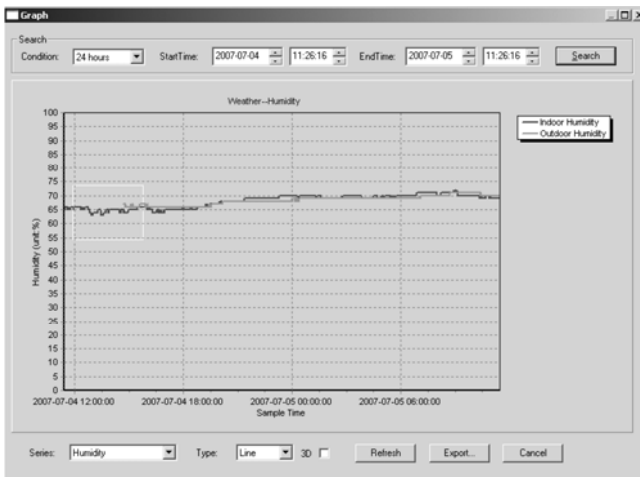 Graph
Search
Condition: 24 hours StartTime: 2007-07-04 11:26:16 EndTime: 2007-07-05 11:26:16 Search
Weather--Humidity
Indoor Humidity
Outdoor Humidity
100
95
90
85
80
75
70
65
60
55
50
45
40
35
30
25
20
15
10
5
0
Humidity (unit:%)
2007-07-04 12:00:00 2007-07-04 18:00:00 2007-07-05 00:00:00 2007-07-05 06:00:00
Sample Time
Series: Humidity Type: Line 3D Refresh Export... Cancel